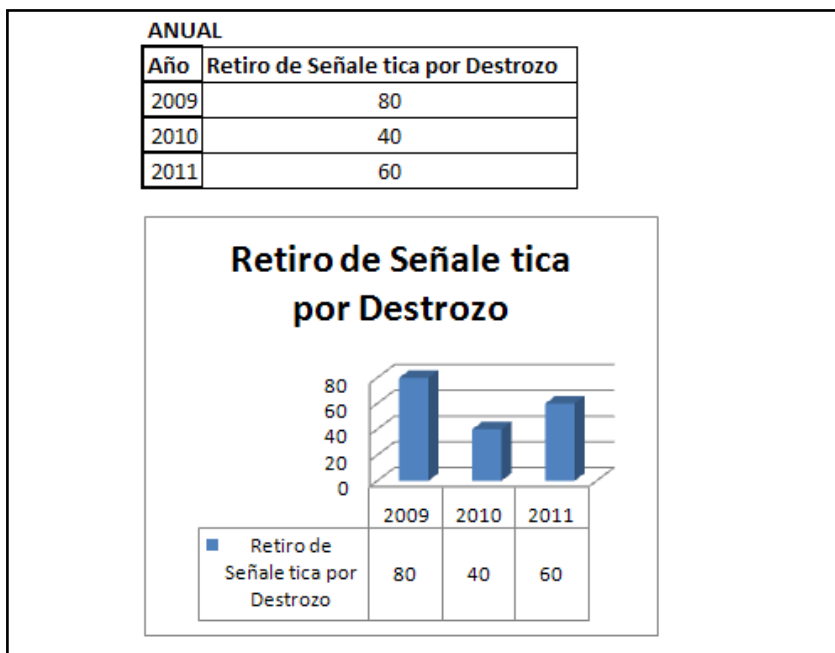 ANUAL
Año Retiro de Señale tica por Destrozo
2009 80
2010 40
2011 60
Retiro de Señale tica
por Destrozo
80
60
40
20
0
2009 2010 2011
Retiro de
Señale tica por
Destrozo
80 40 60